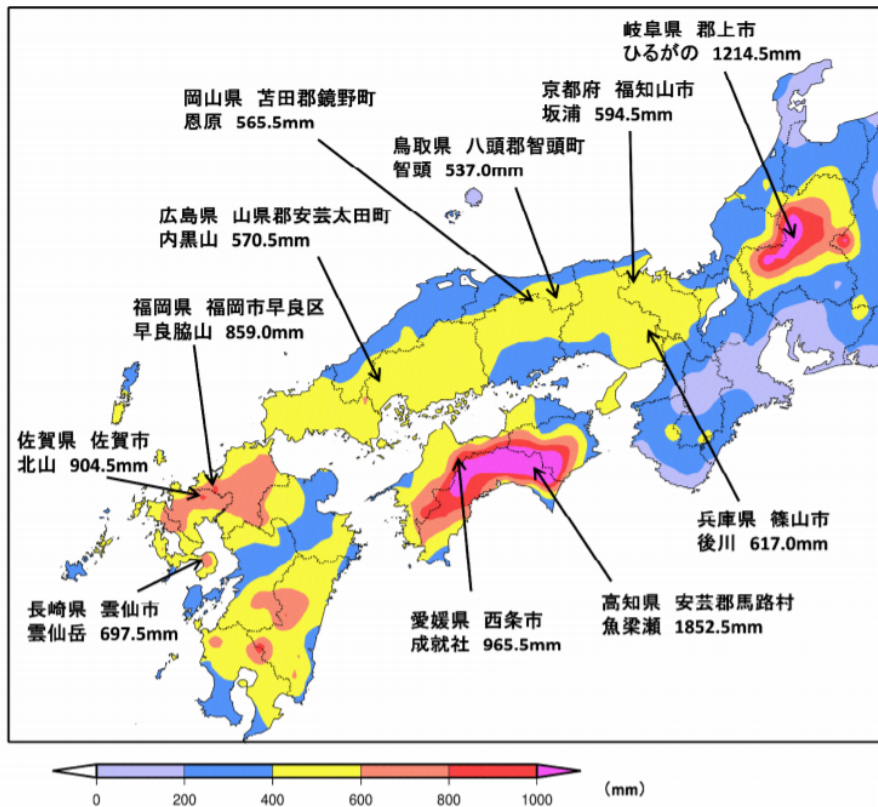 岐阜県 郡上市
ひるがの 1214.5mm
京都府 福知山市
坂浦 594.5mm
岡山県 苫田郡鏡野町
恩原 565.5mm
鳥取県 八頭郡智頭町
智頭 537.0mm
広島県 山県郡安芸太田町
内黒山 570.5mm
福岡県 福岡市早良区
早良脇山 859.0mm
佐賀県 佐賀市
北山 904.5mm
兵庫県 篠山市
後川 617.0mm
長崎県 雲仙市
雲仙岳 697.5mm
愛媛県 西条市
成就社 965.5mm
高知県 安芸郡馬路村
魚梁瀬 1852.5mm
0 200 400 600 800 1000 (mm)